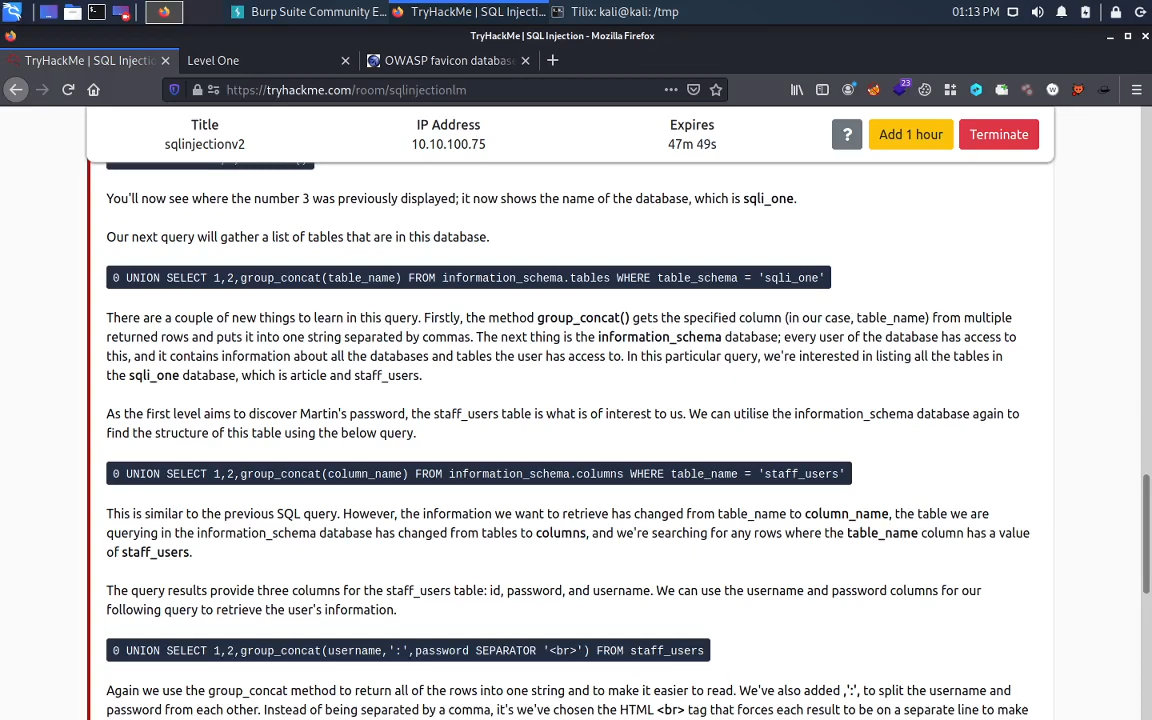 Burp Suite Community E...
TryHackMe | SQL Injecti...
Tilix: kali@kali: /tmp
01:13 PM
TryHackMe | SQL Injection - Mozilla Firefox
TryHackMe | SQL Injectio
Level One
OWASP favicon database
https://tryhackme.com/room/sqlinjectionlm
23
Title
IP Address
Expires
sqlinjectionv2
10.10.100.75
47m 49s
?
Add 1 hour
Terminate
You'll now see where the number 3 was previously displayed; it now shows the name of the database, which is sqli_one.
Our next query will gather a list of tables that are in this database.
0 UNION SELECT 1,2,group_concat(table_name) FROM information_schema.tables WHERE table_schema = 'sqli_one'
There are a couple of new things to learn in this query. Firstly, the method group_concat() gets the specified column (in our case, table_name) from multiple
returned rows and puts it into one string separated by commas. The next thing is the information_schema database; every user of the database has access to
this, and it contains information about all the databases and tables the user has access to. In this particular query, we're interested in listing all the tables in
the sqli_one database, which is article and staff_users.
As the first level aims to discover Martin's password, the staff_users table is what is of interest to us. We can utilise the information_schema database again to
find the structure of this table using the below query.
0 UNION SELECT 1,2,group_concat(column_name) FROM information_schema.columns WHERE table_name = 'staff_users'
This is similar to the previous SQL query. However, the information we want to retrieve has changed from table_name to column_name, the table we are
querying in the information_schema database has changed from tables to columns, and we're searching for any rows where the table_name column has a value
of staff_users.
The query results provide three columns for the staff_users table: id, password, and username. We can use the username and password columns for our
following query to retrieve the user's information.
0 UNION SELECT 1,2,group_concat(username,':',password SEPARATOR '<br>') FROM staff_users
Again we use the group_concat method to return all of the rows into one string and to make it easier to read. We've also added ,':', to split the username and
password from each other. Instead of being separated by a comma, it's we've chosen the HTML <br> tag that forces each result to be on a separate line to make